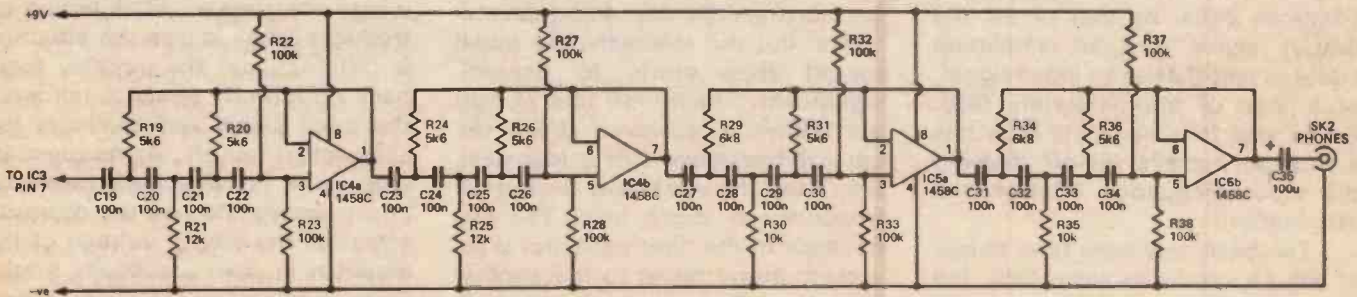 +9V
R22
100k
R27
100k
R32
100k
R37
100k
R19
5k6
R20
5k6
8
2
1
3
4
IC4a
1458C
R24
5k6
R26
5k6
6
7
5
IC4b
1458C
R29
6k8
R31
5k6
8
2
1
3
4
IC5a
1458C
R34
6k8
R36
5k6
6
7
5
IC5b
1458C
SK2
PHONES
+
C35
100u
TO IC3
PIN 7
C19
100n
C20
100n
C21
100n
C22
100n
C23
100n
C24
100n
C25
100n
C26
100n
C27
100n
C28
100n
C29
100n
C30
100n
C31
100n
C32
100n
C33
100n
C34
100n
R21
12k
R23
100k
R25
12k
R28
100k
R30
10k
R33
100k
R35
10k
R38
100k
-ve